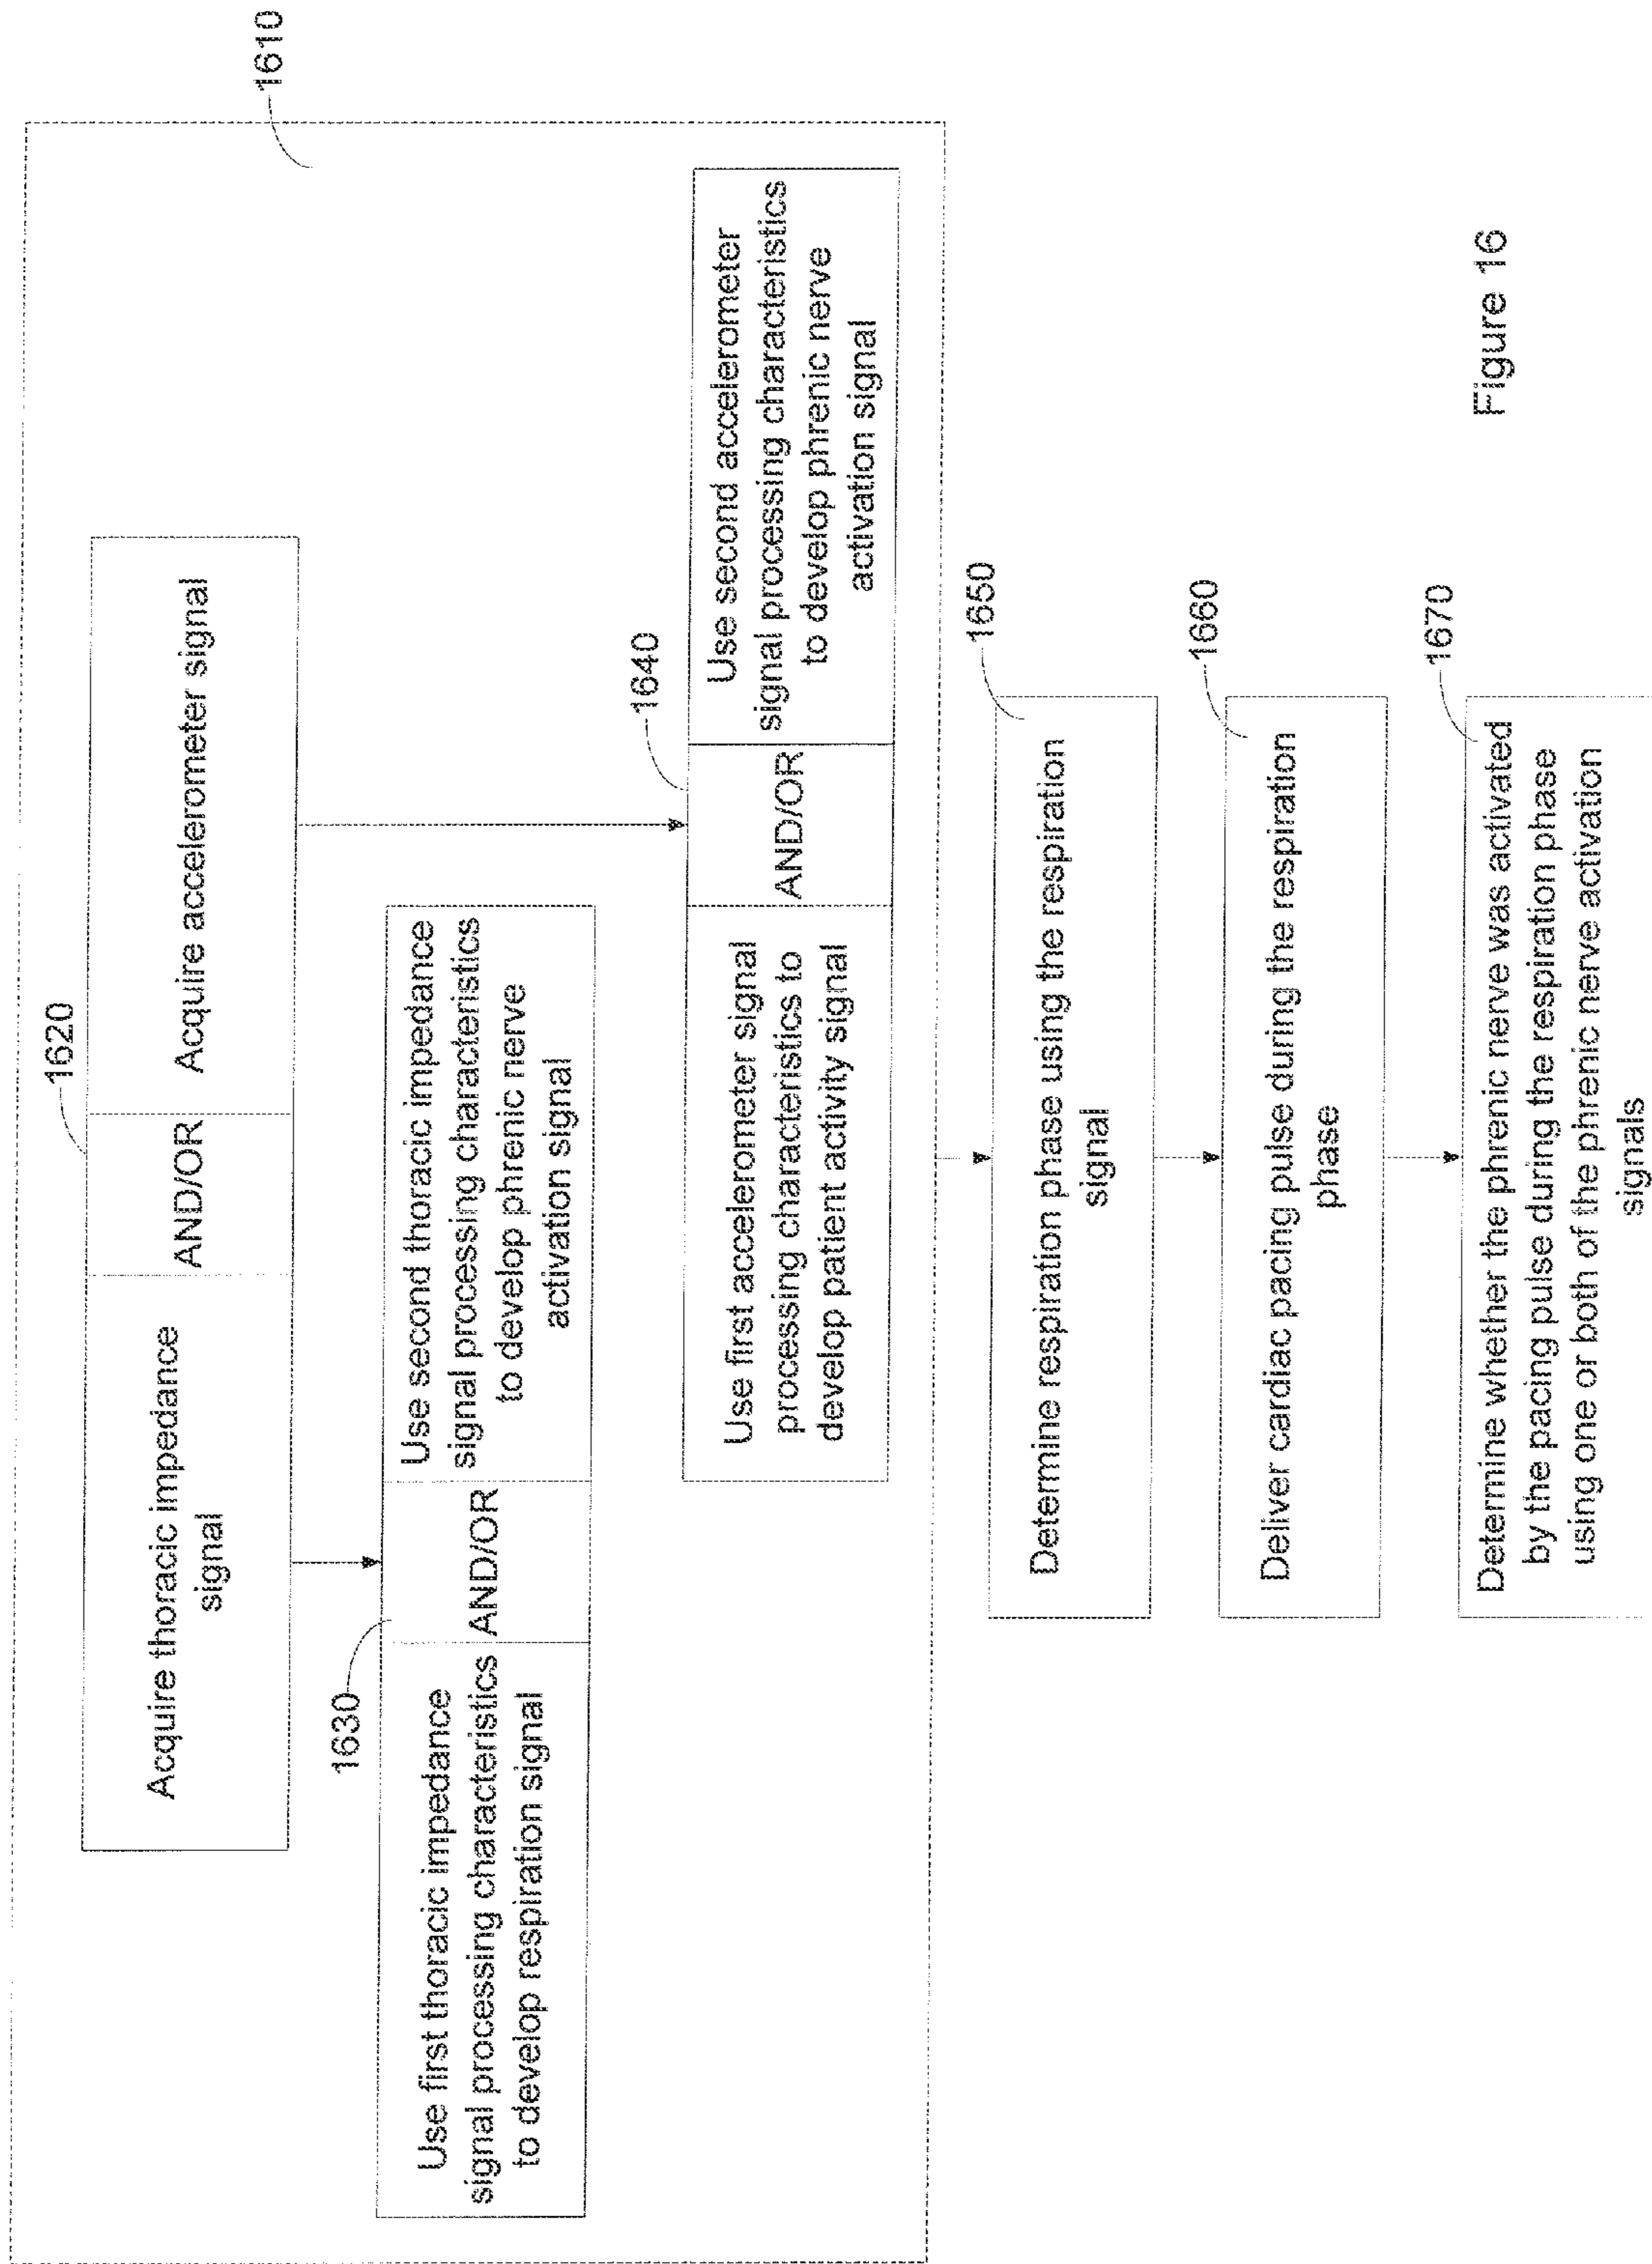 1610
1620
Acquire thoracic impedance
signal
AND/OR
Acquire accelerometer signal
1630
Use first thoracic impedance
signal processing characteristics
to develop respiration signal
AND/OR
Use second thoracic impedance
signal processing characteristics
to develop phrenic nerve
activation signal
1640
Use first accelerometer signal
processing characteristics to
develop patient activity signal
AND/OR
Use second accelerometer
signal processing characteristics
to develop phrenic nerve
activation signal
1650
Determine respiration phase using the respiration
signal
1660
Deliver cardiac pacing pulse during the respiration
phase
1670
Determine whether the phrenic nerve was activated
by the pacing pulse during the respiration phase
using one or both of the phrenic nerve activation
signals
Figure 16